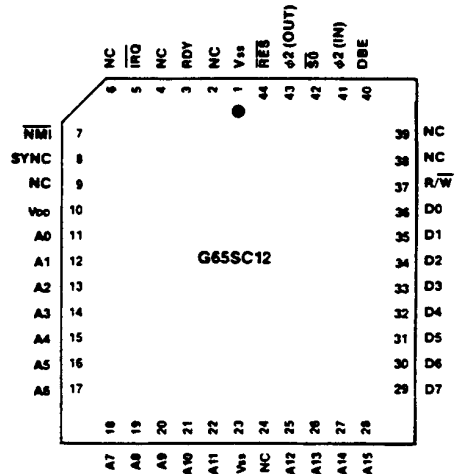 NC I̅R̅Q̅ NC RDY NC Vss R̅E̅S̅ ϕ2 (OUT) S̅0̅ ϕ2 (IN) DBE
6 5 4 3 2 1 44 43 42 41 40
N̅M̅I̅ 7 39 NC
SYNC 8 38 NC
NC 9 37 R/W̅
VDD 10 36 D0
A0 11 35 D1
A1 12 34 D2
G65SC12
A2 13 33 D3
A3 14 32 D4
A4 15 31 D5
A5 16 30 D6
A6 17 29 D7
18 19 20 21 22 23 24 25 26 27 28
A7 A8 A9 A10 A11 Vss NC A12 A13 A14 A15